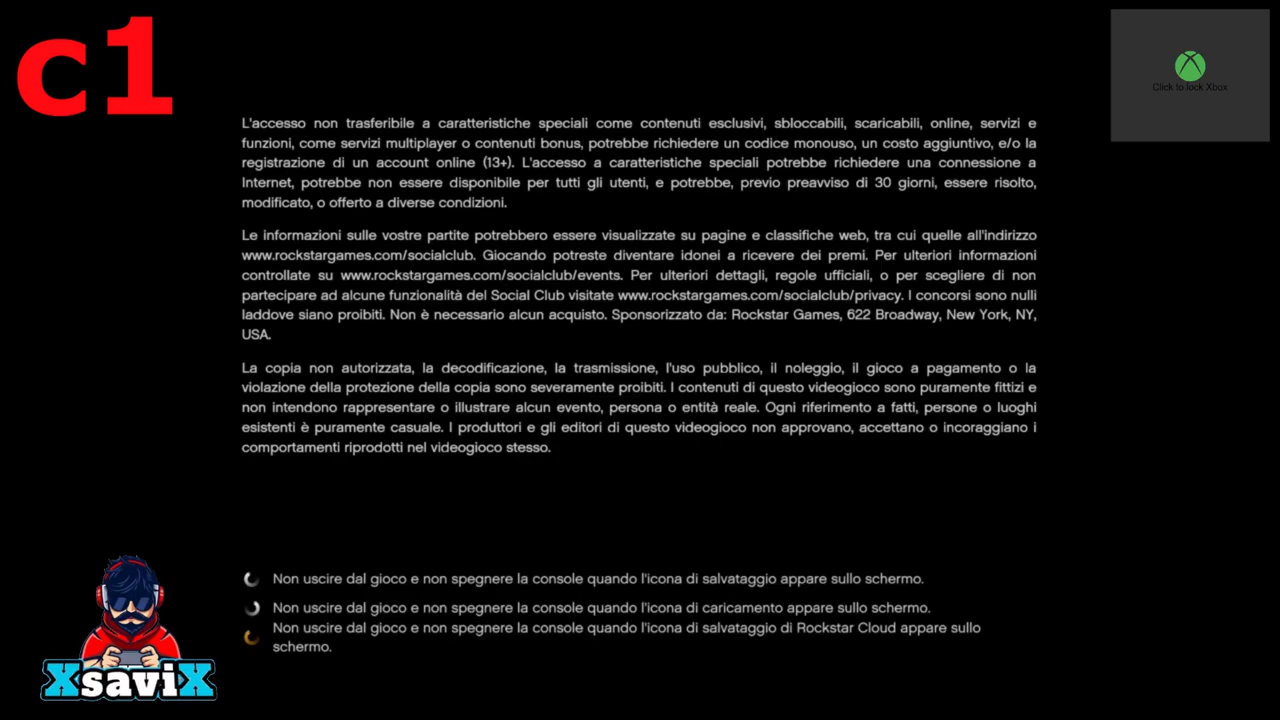 c1
Click to lock Xbox
L'accesso non trasferibile a caratteristiche speciali come contenuti esclusivi, sbloccabili, scaricabili, online, servizi e
funzioni, come servizi multiplayer o contenuti bonus, potrebbe richiedere un codice monouso, un costo aggiuntivo, e/o la
registrazione di un account online (13+). L'accesso a caratteristiche speciali potrebbe richiedere una connessione a
Internet, potrebbe non essere disponibile per tutti gli utenti, e potrebbe, previo preavviso di 30 giorni, essere risolto,
modificato, o offerto a diverse condizioni.
Le informazioni sulle vostre partite potrebbero essere visualizzate su pagine e classifiche web, tra cui quelle all'indirizzo
www.rockstargames.com/socialclub. Giocando potreste diventare idonei a ricevere dei premi. Per ulteriori informazioni
controllate su www.rockstargames.com/socialclub/events. Per ulteriori dettagli, regole ufficiali, o per scegliere di non
partecipare ad alcune funzionalità del Social Club visitate www.rockstargames.com/socialclub/privacy. I concorsi sono nulli
laddove siano proibiti. Non è necessario alcun acquisto. Sponsorizzato da: Rockstar Games, 622 Broadway, New York, NY,
USA.
La copia non autorizzata, la decodificazione, la trasmissione, l'uso pubblico, il noleggio, il gioco a pagamento o la
violazione della protezione della copia sono severamente proibiti. I contenuti di questo videogioco sono puramente fittizi e
non intendono rappresentare o illustrare alcun evento, persona o entità reale. Ogni riferimento a fatti, persone o luoghi
esistenti è puramente casuale. I produttori e gli editori di questo videogioco non approvano, accettano o incoraggiano i
comportamenti riprodotti nel videogioco stesso.
Non uscire dal gioco e non spegnere la console quando l'icona di salvataggio appare sullo schermo.
Non uscire dal gioco e non spegnere la console quando l'icona di caricamento appare sullo schermo.
Non uscire dal gioco e non spegnere la console quando l'icona di salvataggio di Rockstar Cloud appare sullo
schermo.
XsaviX